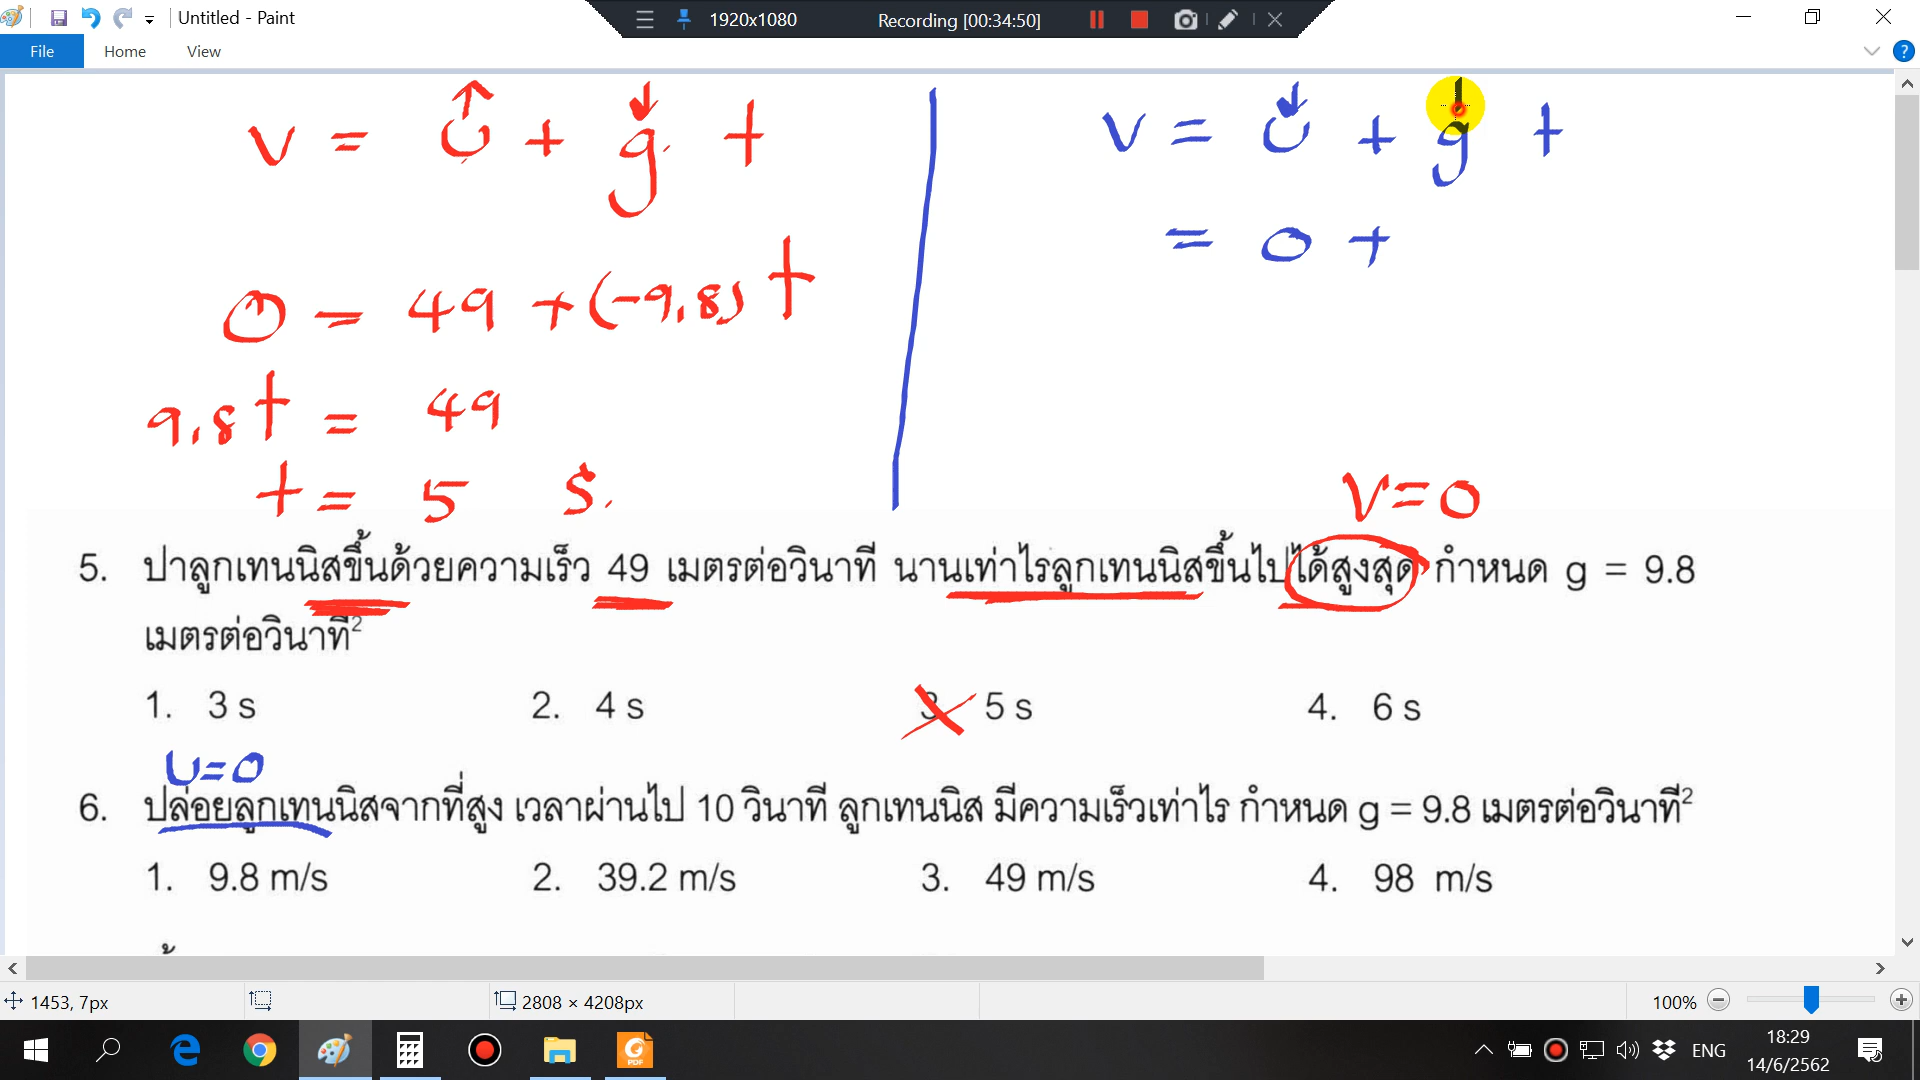 Untitled - Paint
1920x1080
Recording [00:34:50]
File
Home
View
v = u + g t
0 = 49 + (-9.8) t
9.8 t = 49
t = 5 s.
v = u + g t
= 0 +
v = 0
5. ปาลูกเทนนิสขึ้นด้วยความเร็ว 49 เมตรต่อวินาที นานเท่าไรลูกเทนนิสขึ้นไปได้สูงสุด กำหนด g = 9.8
เมตรต่อวินาที²
1. 3 s 2. 4 s 3. 5 s 4. 6 s
u=0
6. ปล่อยลูกเทนนิสจากที่สูง เวลาผ่านไป 10 วินาที ลูกเทนนิส มีความเร็วเท่าไร กำหนด g = 9.8 เมตรต่อวินาที²
1. 9.8 m/s 2. 39.2 m/s 3. 49 m/s 4. 98 m/s
1453, 7px
2808 × 4208px
100%
PDF
ENG
18:29
14/6/2562